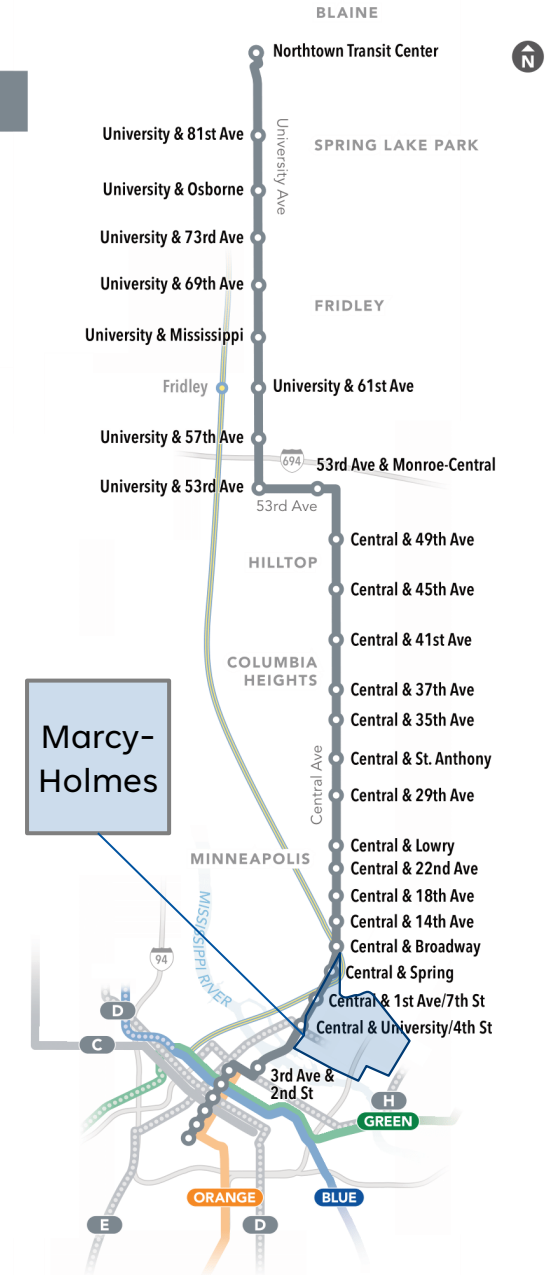 BLAINE
Northtown Transit Center
N
University & 81st Ave
University Ave
SPRING LAKE PARK
University & Osborne
University & 73rd Ave
University & 69th Ave
FRIDLEY
University & Mississippi
Fridley
University & 61st Ave
University & 57th Ave
694
53rd Ave & Monroe-Central
University & 53rd Ave
53rd Ave
Central & 49th Ave
HILLTOP
Central & 45th Ave
Central & 41st Ave
COLUMBIA
HEIGHTS
Central & 37th Ave
Central & 35th Ave
Marcy-
Holmes
Central Ave
Central & St. Anthony
Central & 29th Ave
Central & Lowry
MINNEAPOLIS
Central & 22nd Ave
Central & 18th Ave
Central & 14th Ave
MISSISSIPPI RIVER
Central & Broadway
94
Central & Spring
Central & 1st Ave/7th St
D
Central & University/4th St
C
3rd Ave &
2nd St
H
GREEN
ORANGE
BLUE
E
D